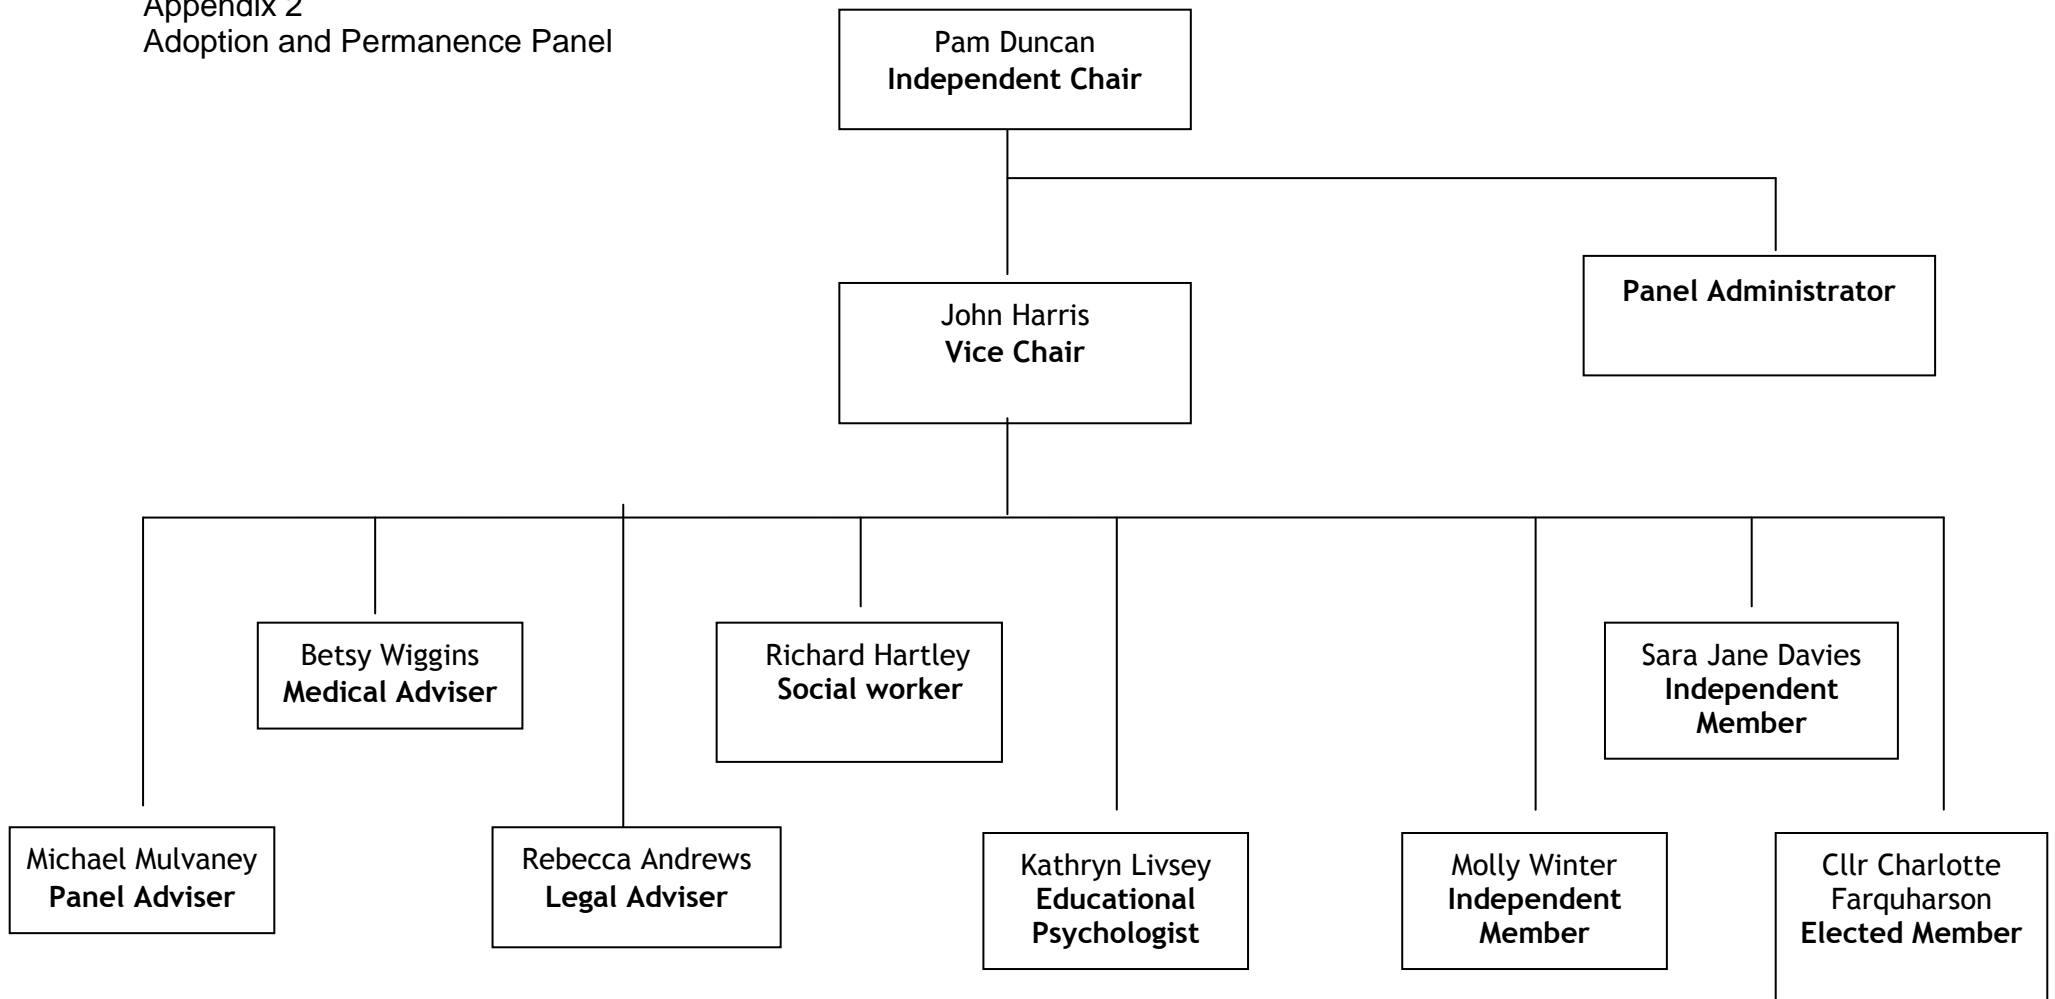 Appendix 2
Adoption and Permanence Panel
Pam Duncan
Independent Chair
Panel Administrator
John Harris
Vice Chair
Betsy Wiggins
Medical Adviser
Richard Hartley
Social worker
Sara Jane Davies
Independent
Member
Michael Mulvaney
Panel Adviser
Rebecca Andrews
Legal Adviser
Kathryn Livsey
Educational
Psychologist
Molly Winter
Independent
Member
Cllr Charlotte
Farquharson
Elected Member